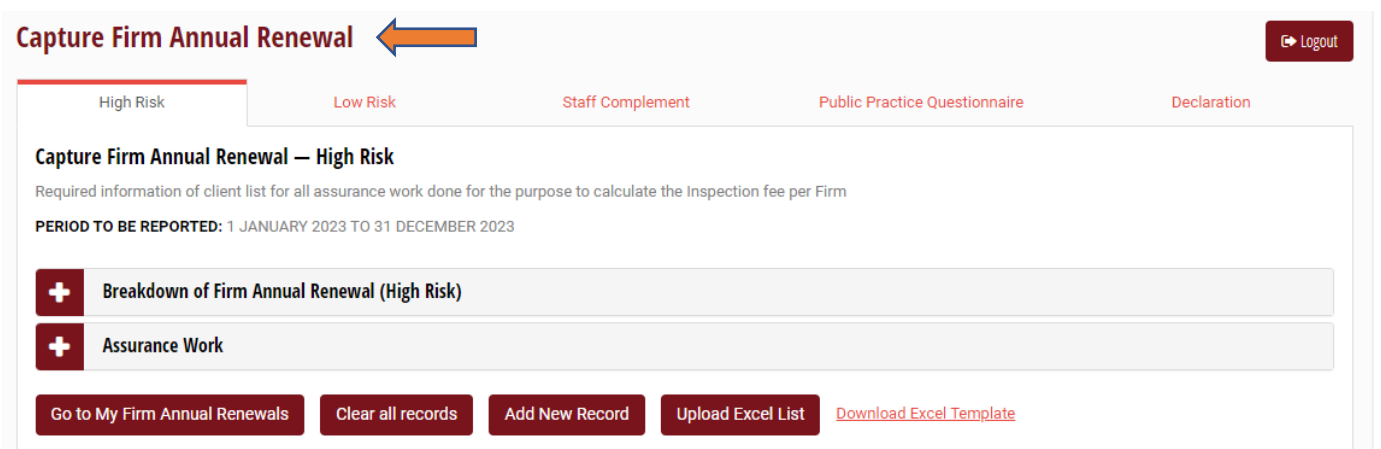 Capture Firm Annual Renewal
Logout
High Risk
Low Risk
Staff Complement
Public Practice Questionnaire
Declaration
Capture Firm Annual Renewal — High Risk
Required information of client list for all assurance work done for the purpose to calculate the Inspection fee per Firm
PERIOD TO BE REPORTED: 1 JANUARY 2023 TO 31 DECEMBER 2023
Breakdown of Firm Annual Renewal (High Risk)
Assurance Work
Go to My Firm Annual Renewals
Clear all records
Add New Record
Upload Excel List
Download Excel Template